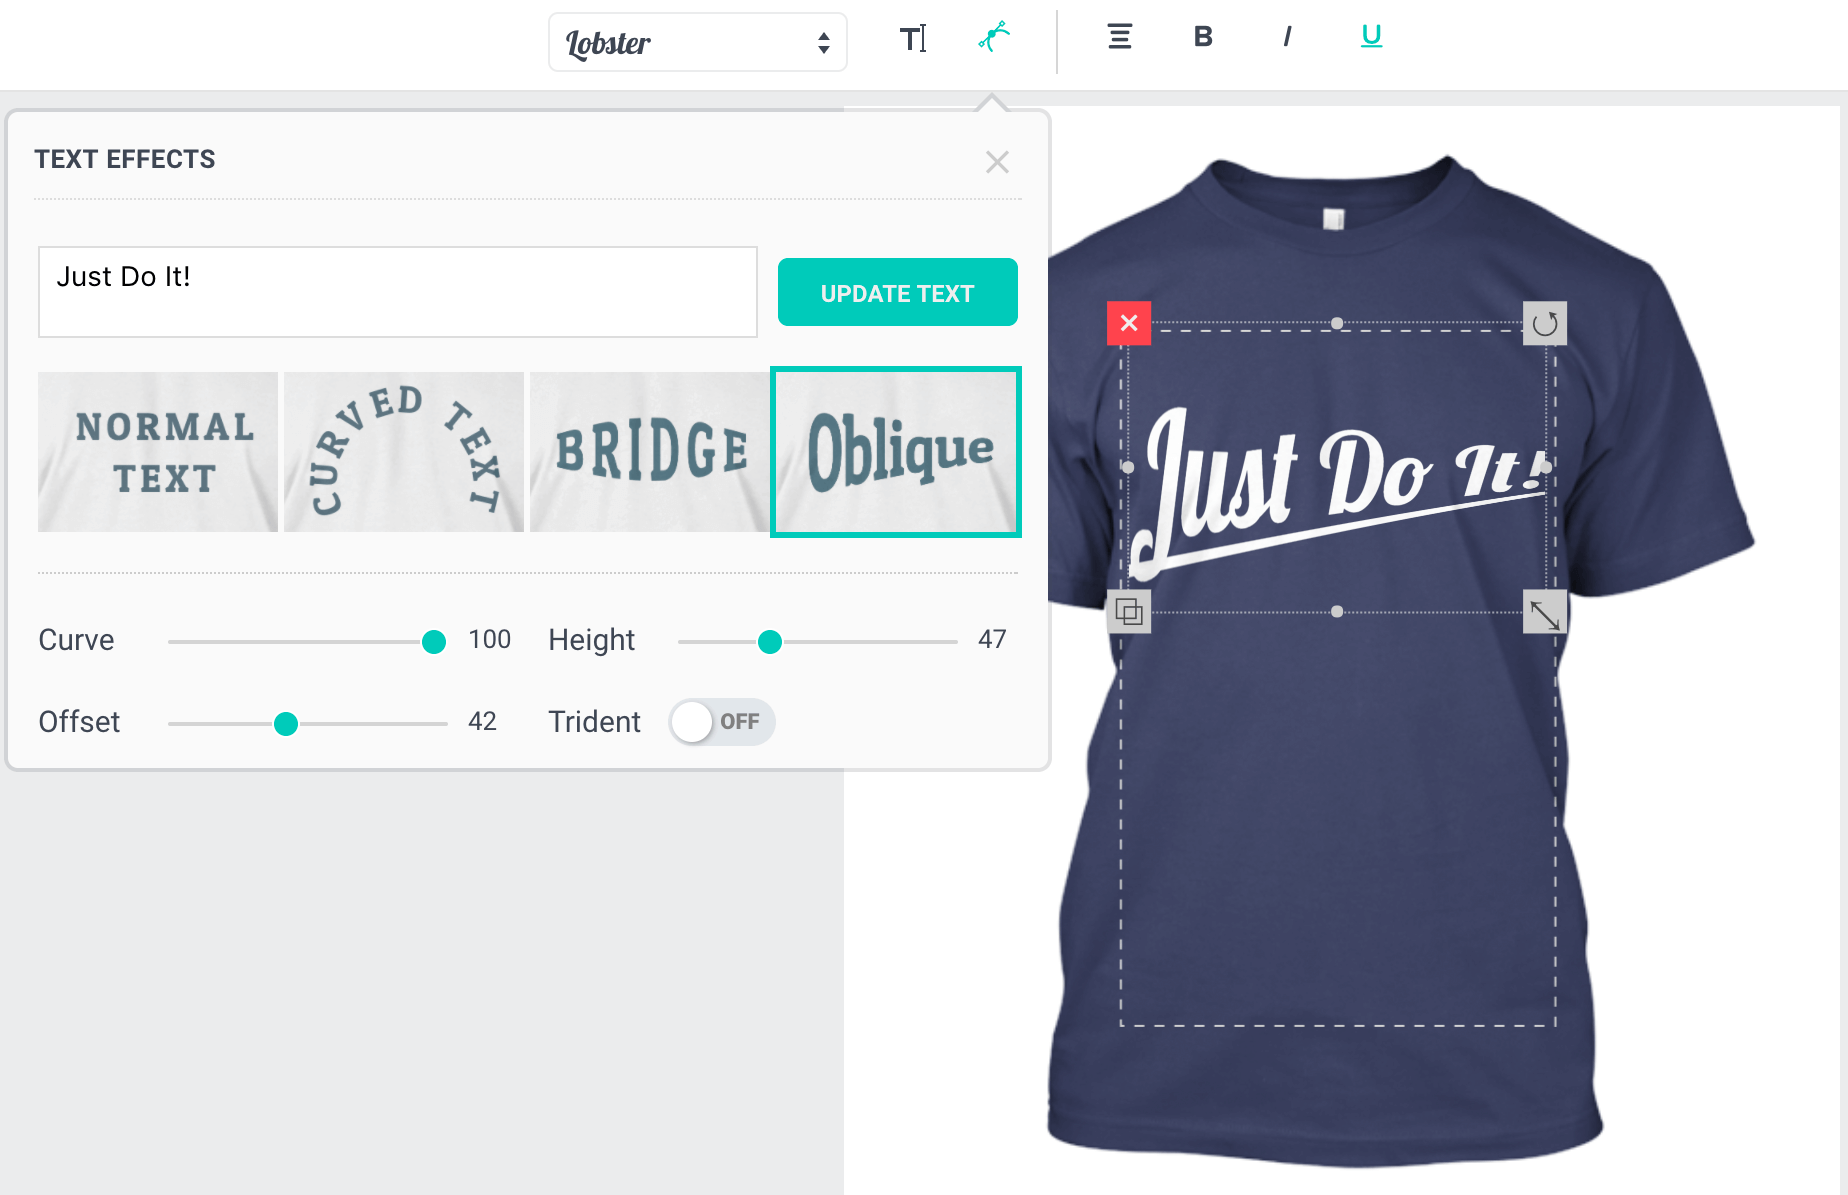 Lobster
T
B
I
U
TEXT EFFECTS
Just Do It!
UPDATE TEXT
NORMAL
TEXT
CURVED TEXT
BRIDGE
Oblique
Curve 100 Height 47
Offset 42 Trident OFF
Just Do It!